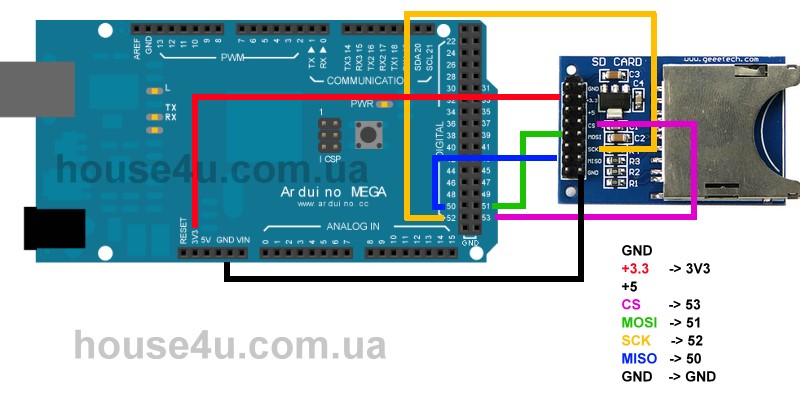 AREF
GND
13
12
11
10
9
8
7
6
5
4
3
2
1
0
PWM
TX ▶ 1
RX ◀ 0
TX3 14
RX3 15
TX2 16
RX2 17
TX1 18
SDA 20
SCL 21
COMMUNICATION
L
TX
RX
PWR
1
ICSP
DIGITAL
22
24
26
28
30
31
32
33
34
35
36
37
38
39
40
41
42
43
44
45
46
47
48
49
50
51
52
53
GND
house4u.com.ua
Arduino MEGA
www.arduino.cc
RESET
3V3
5V
GND VIN
ANALOG IN
0
1
2
3
4
5
6
7
8
9
10
11
12
13
14
15
www.geeetech.com
SD CARD
C3
C4
GND
+3.3
+5
CS
C1
MOSI
C2
SCK
R4
MISO
R3
GND
R2
R1
GND
+3.3 -> 3V3
+5
CS -> 53
MOSI -> 51
SCK -> 52
MISO -> 50
GND -> GND
house4u.com.ua